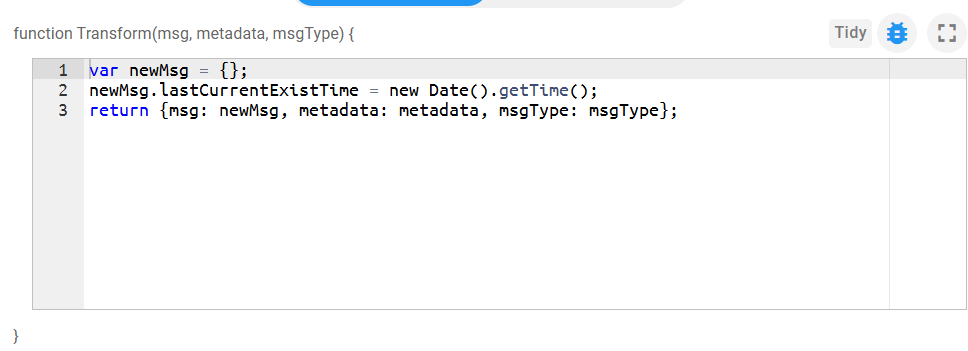 function Transform(msg, metadata, msgType) {
Tidy
1 var newMsg = {};
2 newMsg.lastCurrentExistTime = new Date().getTime();
3 return {msg: newMsg, metadata: metadata, msgType: msgType};
}